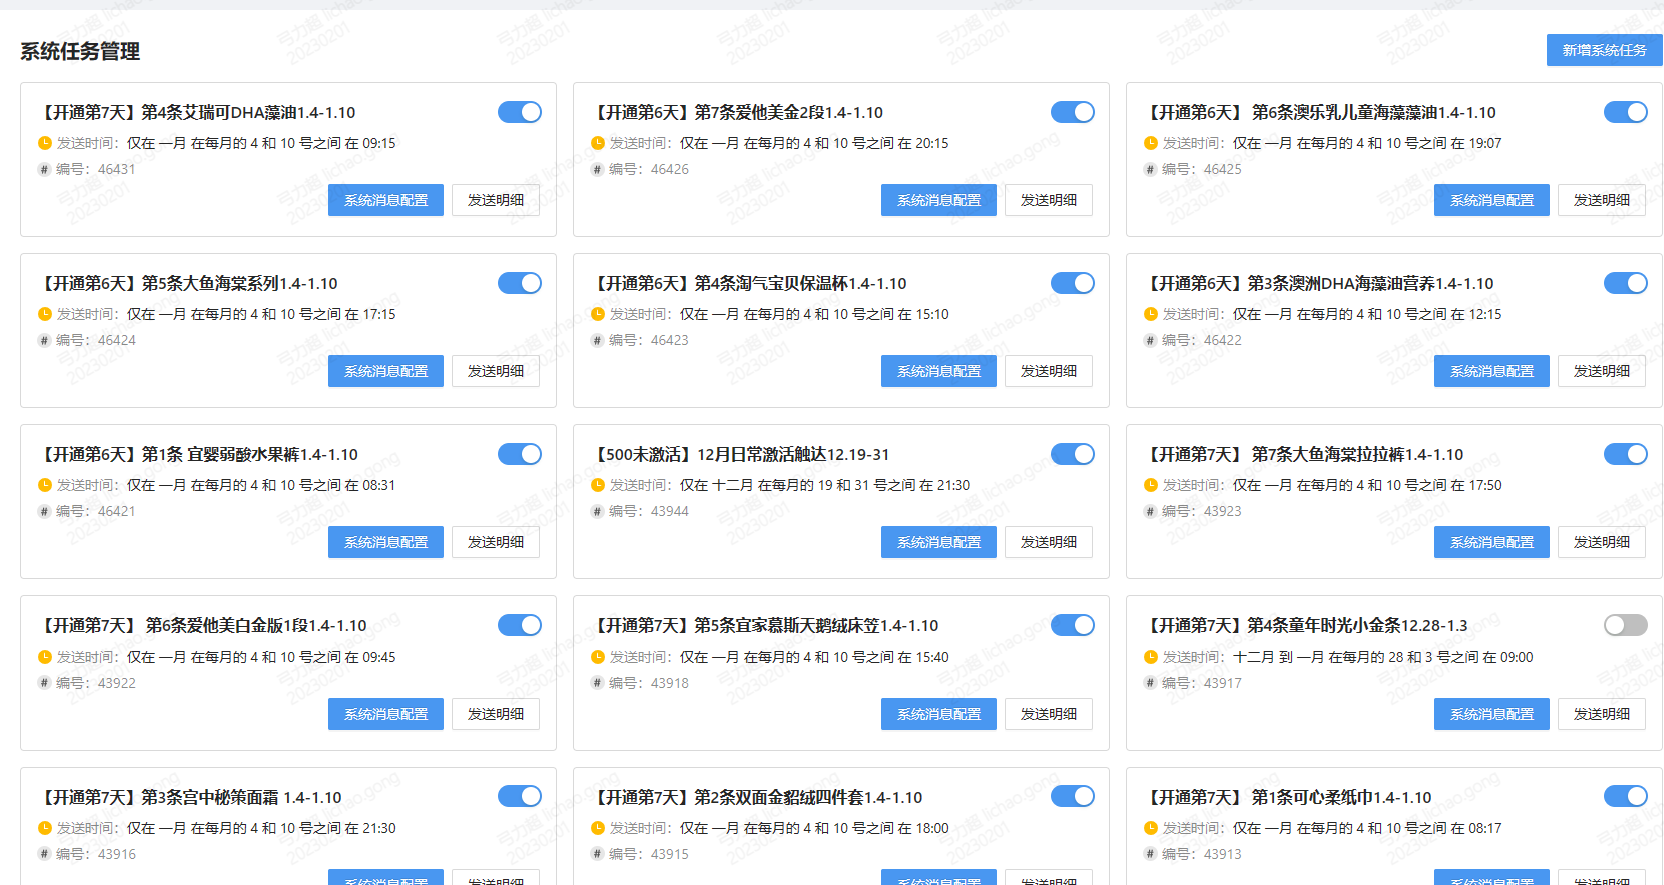 系统任务管理
新增系统任务
【开通第7天】第4条艾瑞可DHA藻油1.4-1.10
发送时间：仅在 一月 在每月的 4 和 10 号之间 在 09:15
# 编号：46431
系统消息配置
发送明细
【开通第6天】第7条爱他美金2段1.4-1.10
发送时间：仅在 一月 在每月的 4 和 10 号之间 在 20:15
# 编号：46426
系统消息配置
发送明细
【开通第6天】 第6条澳乐乳儿童海藻藻油1.4-1.10
发送时间：仅在 一月 在每月的 4 和 10 号之间 在 19:07
# 编号：46425
系统消息配置
发送明细
【开通第6天】第5条大鱼海棠系列1.4-1.10
发送时间：仅在 一月 在每月的 4 和 10 号之间 在 17:15
# 编号：46424
系统消息配置
发送明细
【开通第6天】第4条淘气宝贝保温杯1.4-1.10
发送时间：仅在 一月 在每月的 4 和 10 号之间 在 15:10
# 编号：46423
系统消息配置
发送明细
【开通第6天】第3条澳洲DHA海藻油营养1.4-1.10
发送时间：仅在 一月 在每月的 4 和 10 号之间 在 12:15
# 编号：46422
系统消息配置
发送明细
【开通第6天】第1条 宜婴弱酸水果裤1.4-1.10
发送时间：仅在 一月 在每月的 4 和 10 号之间 在 08:31
# 编号：46421
系统消息配置
发送明细
【500未激活】12月日常激活触达12.19-31
发送时间：仅在 十二月 在每月的 19 和 31 号之间 在 21:30
# 编号：43944
系统消息配置
发送明细
【开通第7天】 第7条大鱼海棠拉拉裤1.4-1.10
发送时间：仅在 一月 在每月的 4 和 10 号之间 在 17:50
# 编号：43923
系统消息配置
发送明细
【开通第7天】 第6条爱他美白金版1段1.4-1.10
发送时间：仅在 一月 在每月的 4 和 10 号之间 在 09:45
# 编号：43922
系统消息配置
发送明细
【开通第7天】第5条宜家慕斯天鹅绒床笠1.4-1.10
发送时间：仅在 一月 在每月的 4 和 10 号之间 在 15:40
# 编号：43918
系统消息配置
发送明细
【开通第7天】第4条童年时光小金条12.28-1.3
发送时间：十二月 到 一月 在每月的 28 和 3 号之间 在 09:00
# 编号：43917
系统消息配置
发送明细
【开通第7天】第3条宫中秘策面霜 1.4-1.10
发送时间：仅在 一月 在每月的 4 和 10 号之间 在 21:30
# 编号：43916
系统消息配置
发送明细
【开通第7天】第2条双面金貂绒四件套1.4-1.10
发送时间：仅在 一月 在每月的 4 和 10 号之间 在 18:00
# 编号：43915
系统消息配置
发送明细
【开通第7天】 第1条可心柔纸巾1.4-1.10
发送时间：仅在 一月 在每月的 4 和 10 号之间 在 08:17
# 编号：43913
系统消息配置
发送明细